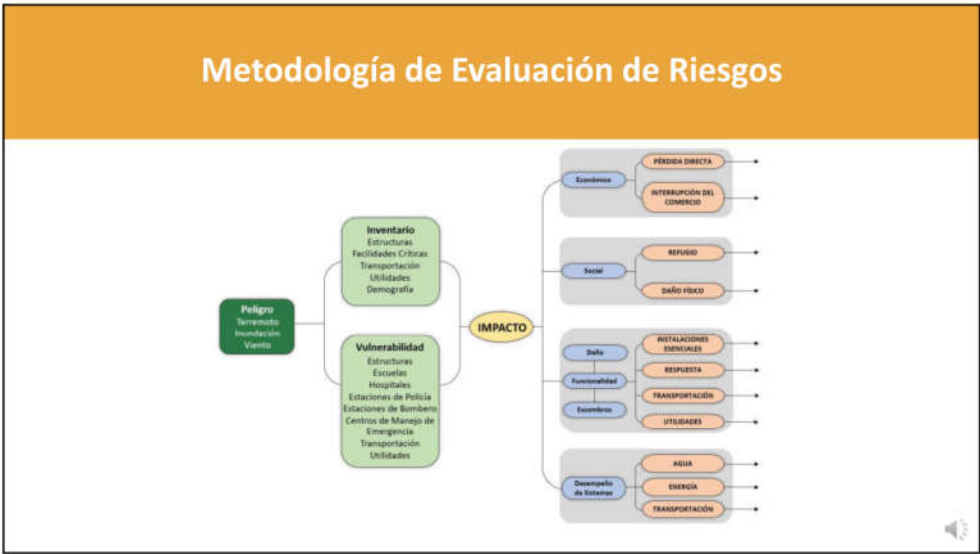 Metodología de Evaluación de Riesgos
Peligro
Terremoto
Inundación
Viento
Inventario
Estructuras
Facilidades Críticas
Transportación
Utilidades
Demografía
Vulnerabilidad
Estructuras
Escuelas
Hospitales
Estaciones de Policía
Estaciones de Bombero
Centros de Manejo de
Emergencia
Transportación
Utilidades
IMPACTO
Económico
PÉRDIDA DIRECTA
INTERRUPCIÓN DEL
COMERCIO
Social
REFUGIO
DAÑO FÍSICO
Daño
Funcionalidad
Escombros
INSTALACIONES
ESENCIALES
RESPUESTA
TRANSPORTACIÓN
UTILIDADES
Desempeño
de Sistemas
AGUA
ENERGÍA
TRANSPORTACIÓN